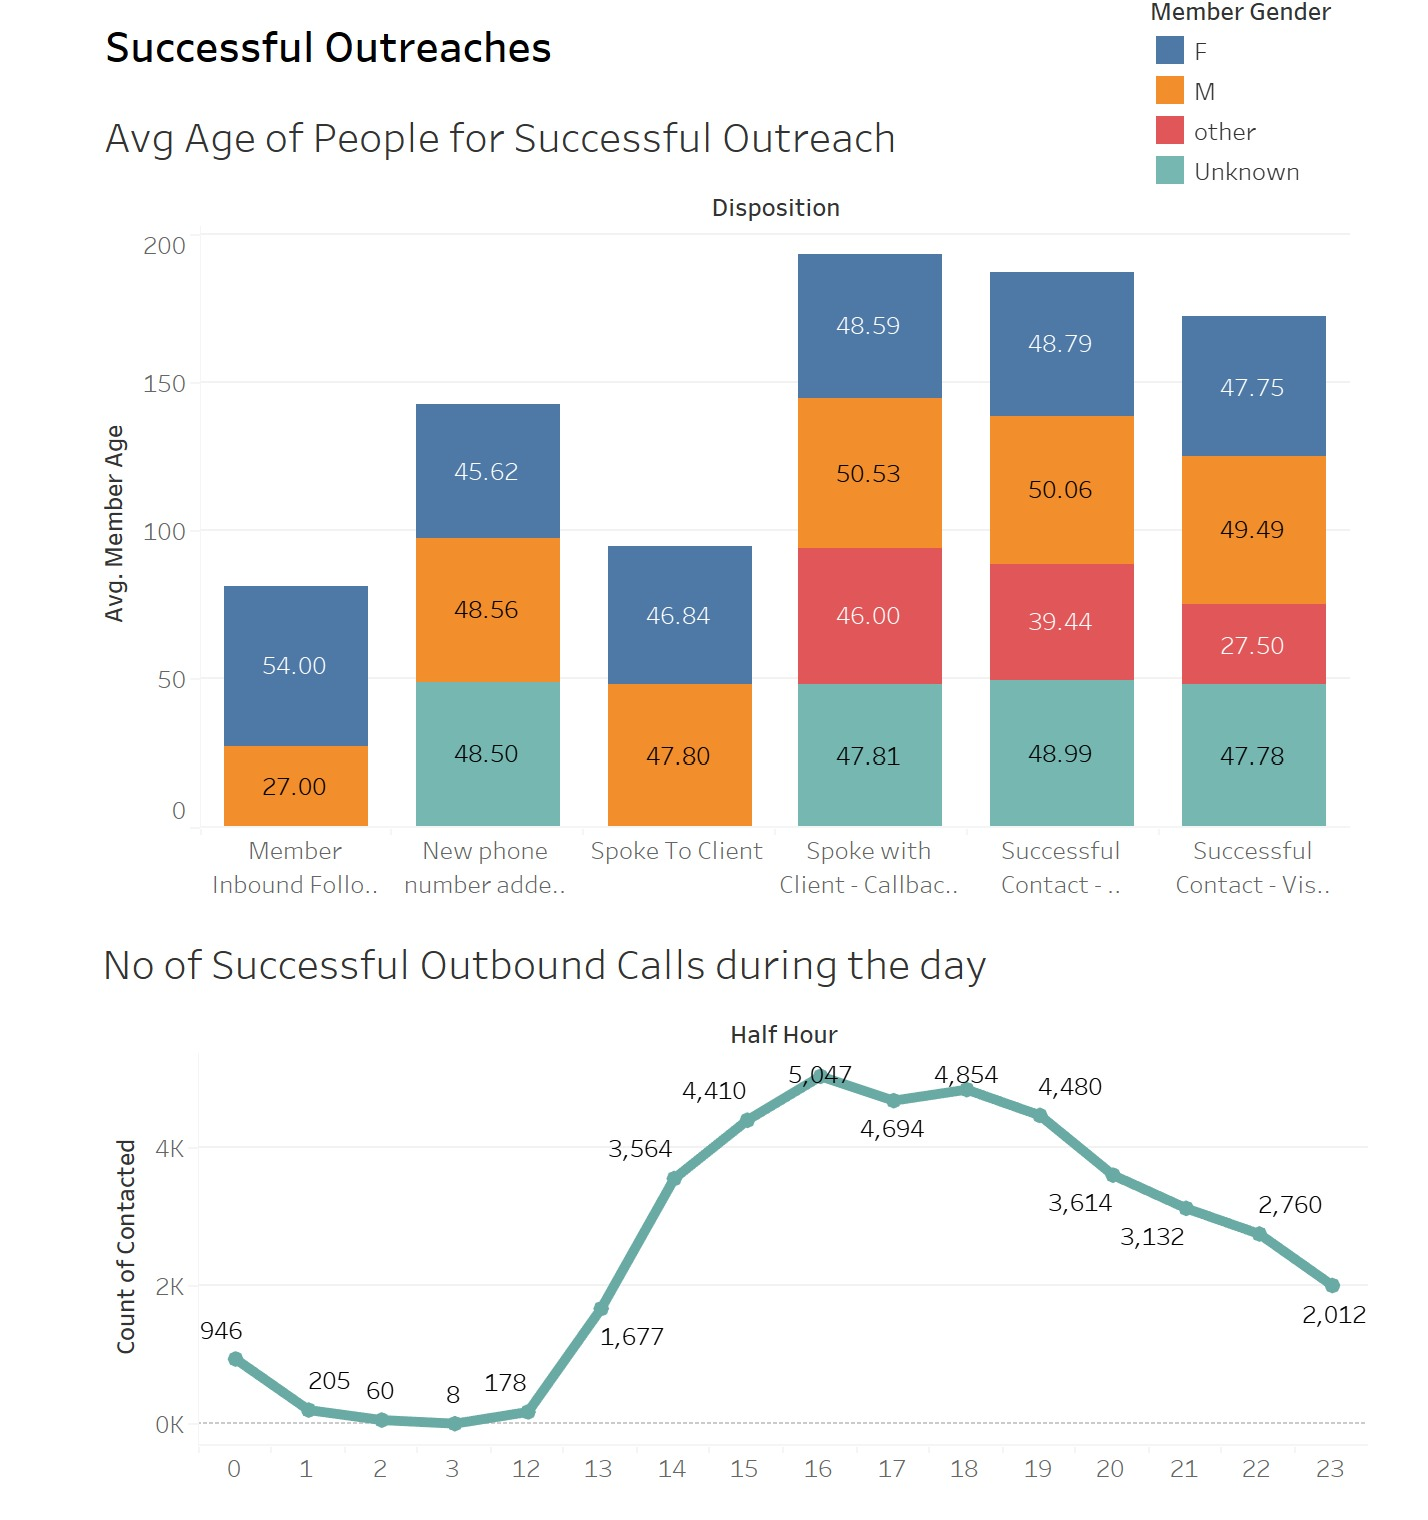 Member Gender
F
M
other
Unknown
Successful Outreaches
Avg Age of People for Successful Outreach
Disposition
Avg. Member Age
200
150
100
50
0
54.00
27.00
45.62
48.56
48.50
46.84
47.80
48.59
50.53
46.00
47.81
48.79
50.06
39.44
48.99
47.75
49.49
27.50
47.78
Member
Inbound Follo..
New phone
number adde..
Spoke To Client
Spoke with
Client - Callbac..
Successful
Contact - ..
Successful
Contact - Vis..
No of Successful Outbound Calls during the day
Half Hour
Count of Contacted
4K
2K
0K
946
205
60
8
178
1,677
3,564
4,410
5,047
4,694
4,854
4,480
3,614
3,132
2,760
2,012
0 1 2 3 12 13 14 15 16 17 18 19 20 21 22 23